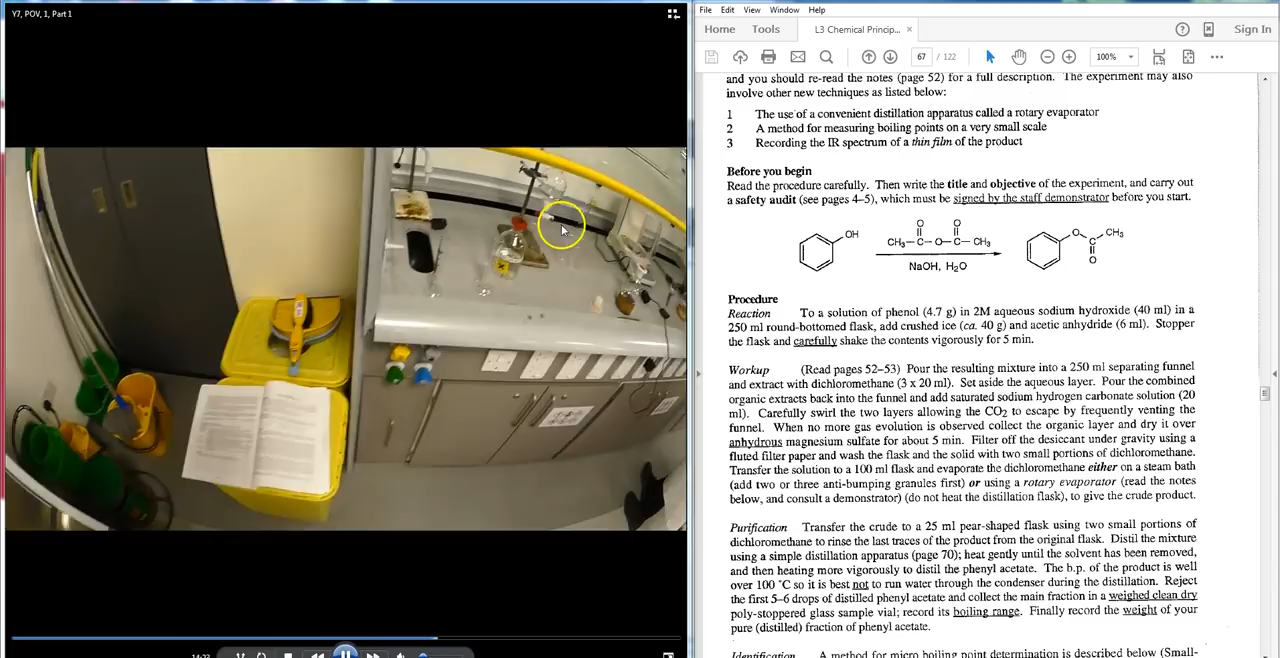 Y7, POV, 1, Part 1
File Edit View Window Help
Home Tools L3 Chemical Princip... ×
Sign In
67 / 122
100%
and you should re-read the notes (page 52) for a full description. The experiment may also
involve other new techniques as listed below:
1 The use of a convenient distillation apparatus called a rotary evaporator
2 A method for measuring boiling points on a very small scale
3 Recording the IR spectrum of a thin film of the product
Before you begin
Read the procedure carefully. Then write the title and objective of the experiment, and carry out
a safety audit (see pages 4–5), which must be signed by the staff demonstrator before you start.
OH
O O
CH₃—C—O—C—CH₃
NaOH, H₂O
O C CH₃
O
Procedure
Reaction To a solution of phenol (4.7 g) in 2M aqueous sodium hydroxide (40 ml) in a
250 ml round-bottomed flask, add crushed ice (ca. 40 g) and acetic anhydride (6 ml). Stopper
the flask and carefully shake the contents vigorously for 5 min.
Workup (Read pages 52–53) Pour the resulting mixture into a 250 ml separating funnel
and extract with dichloromethane (3 x 20 ml). Set aside the aqueous layer. Pour the combined
organic extracts back into the funnel and add saturated sodium hydrogen carbonate solution (20
ml). Carefully swirl the two layers allowing the CO₂ to escape by frequently venting the
funnel. When no more gas evolution is observed collect the organic layer and dry it over
anhydrous magnesium sulfate for about 5 min. Filter off the desiccant under gravity using a
fluted filter paper and wash the flask and the solid with two small portions of dichloromethane.
Transfer the solution to a 100 ml flask and evaporate the dichloromethane either on a steam bath
(add two or three anti-bumping granules first) or using a rotary evaporator (read the notes
below, and consult a demonstrator) (do not heat the distillation flask), to give the crude product.
Purification Transfer the crude to a 25 ml pear-shaped flask using two small portions of
dichloromethane to rinse the last traces of the product from the original flask. Distil the mixture
using a simple distillation apparatus (page 70); heat gently until the solvent has been removed,
and then heating more vigorously to distil the phenyl acetate. The b.p. of the product is well
over 100 °C so it is best not to run water through the condenser during the distillation. Reject
the first 5–6 drops of distilled phenyl acetate and collect the main fraction in a weighed clean dry
poly-stoppered glass sample vial; record its boiling range. Finally record the weight of your
pure (distilled) fraction of phenyl acetate.
Identification A method for micro boiling point determination is described below (Small-